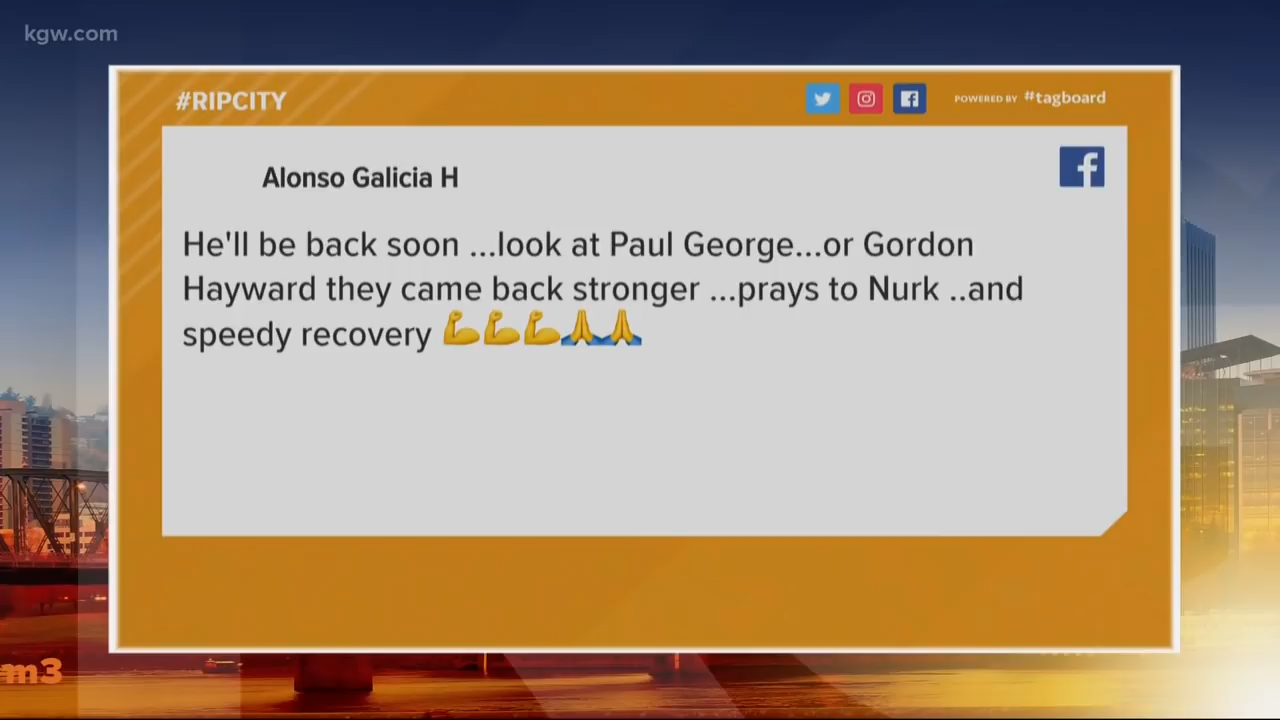 kgw.com
#RIPCITY
POWERED BY #tagboard
Alonso Galicia H
He'll be back soon ...look at Paul George...or Gordon
Hayward they came back stronger ...prays to Nurk ..and
speedy recovery 💪💪💪🙏🙏
m3